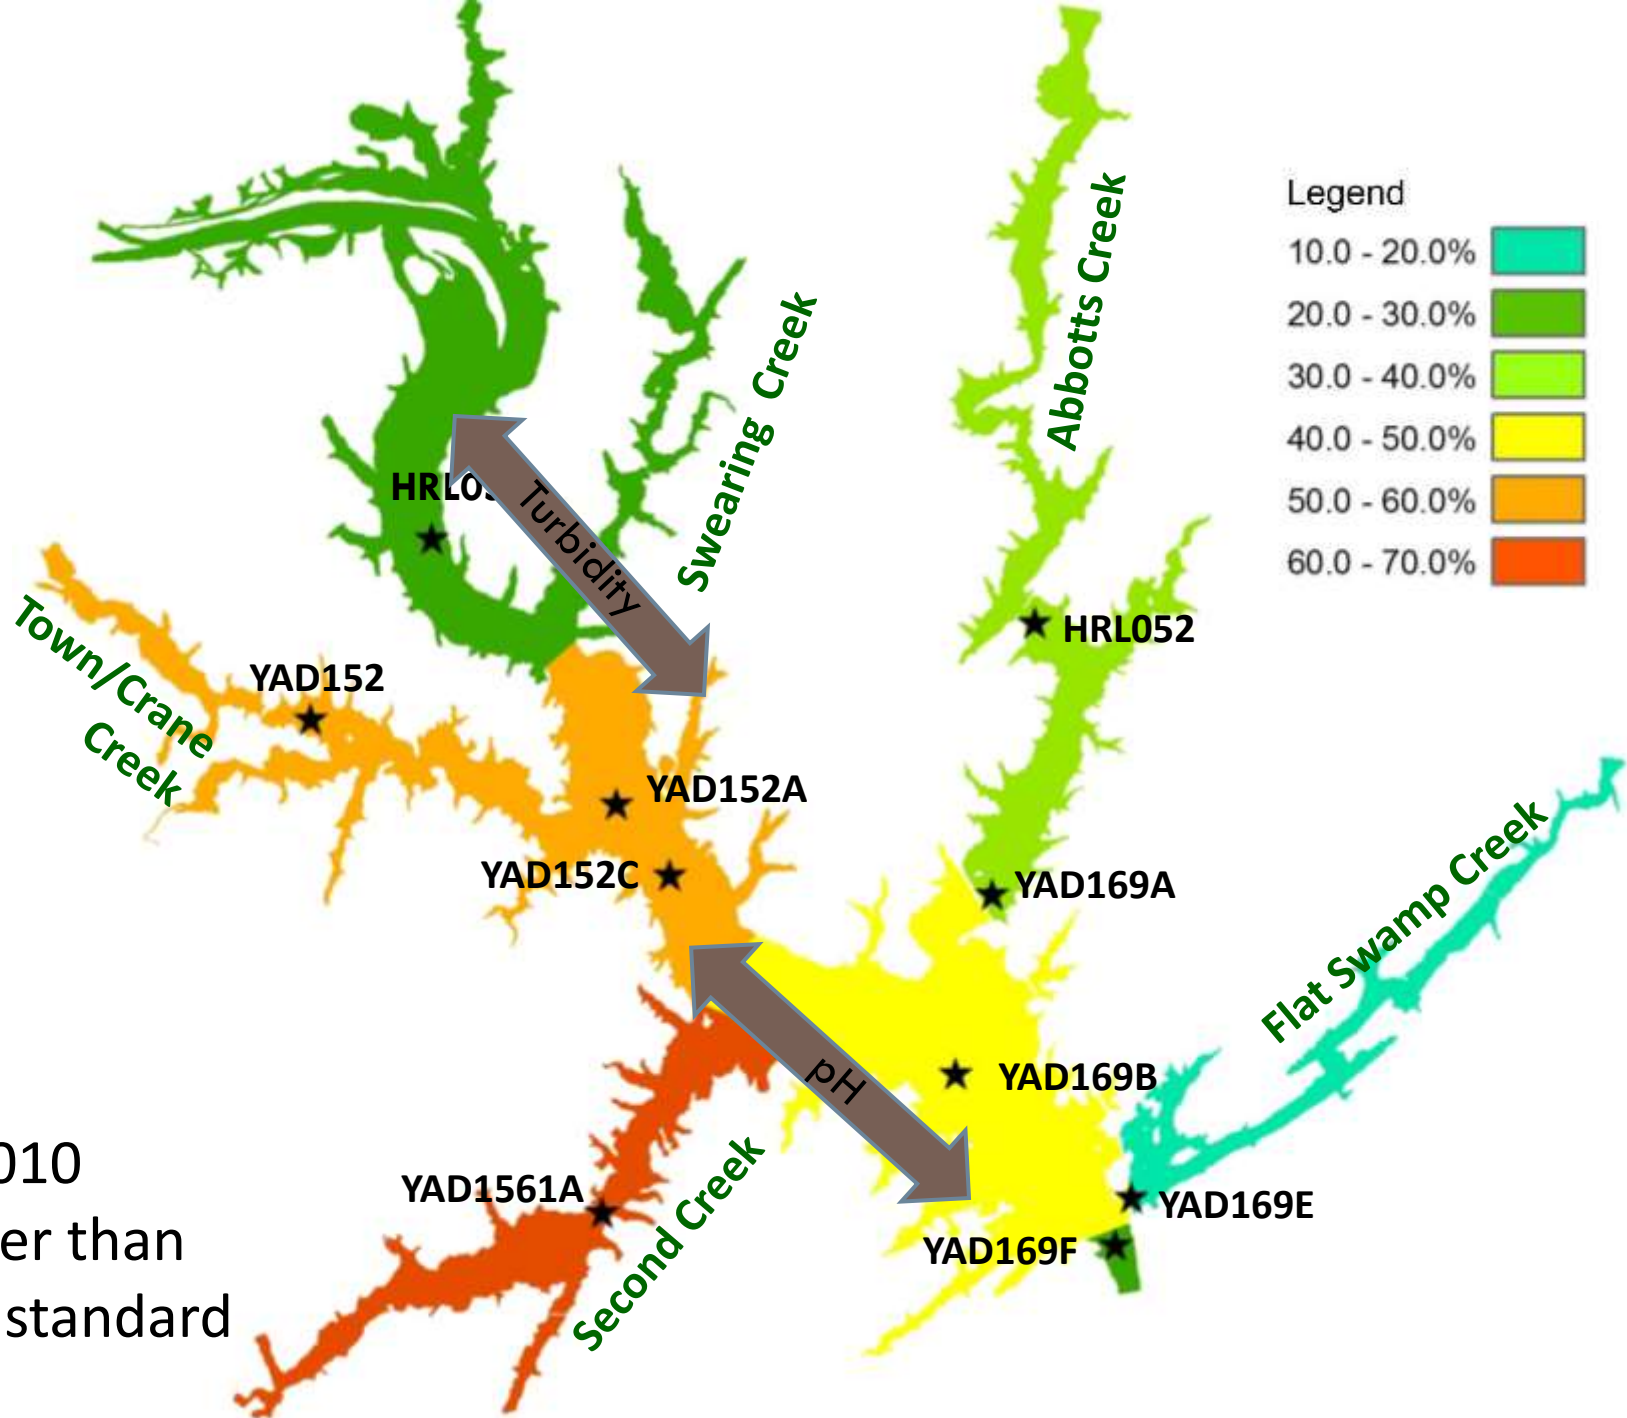 Legend
10.0 - 20.0%
20.0 - 30.0%
30.0 - 40.0%
40.0 - 50.0%
50.0 - 60.0%
60.0 - 70.0%
Abbotts Creek
Swearing Creek
Turbidity
HRL052
Town/Crane
Creek
YAD152
YAD152A
YAD152C
YAD169A
Flat Swamp Creek
pH
YAD169B
YAD1561A
Second Creek
YAD169E
YAD169F
010
er than
standard